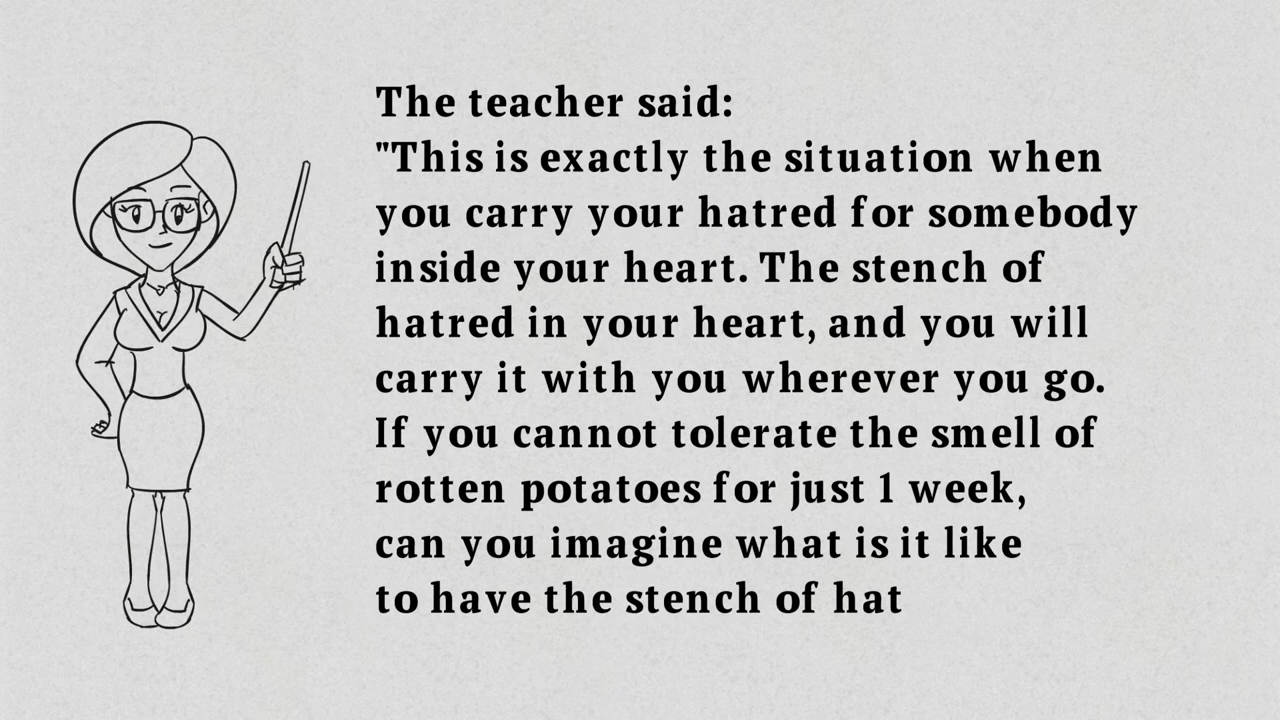 The teacher said:
"This is exactly the situation when
you carry your hatred for somebody
inside your heart. The stench of
hatred in your heart, and you will
carry it with you wherever you go.
If you cannot tolerate the smell of
rotten potatoes for just 1 week,
can you imagine what is it like
to have the stench of hat